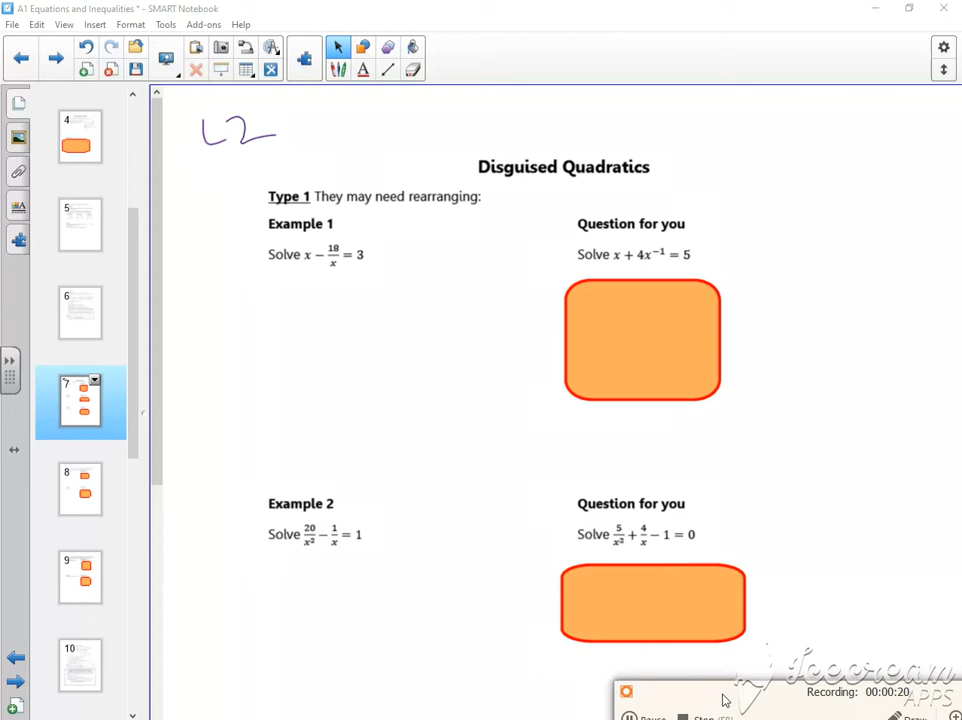 A1 Equations and Inequalities * - SMART Notebook
File Edit View Insert Format Tools Add-ons Help
L2
Disguised Quadratics
Type 1 They may need rearranging:
Example 1 Question for you
Solve x − 18/x = 3 Solve x + 4x⁻¹ = 5
Example 2 Question for you
Solve 20/x² − 1/x = 1 Solve 5/x² + 4/x − 1 = 0
4
5
6
7
8
9
10
Icecream
APPS
Recording: 00:00:20
Pause Stop (F8) Draw